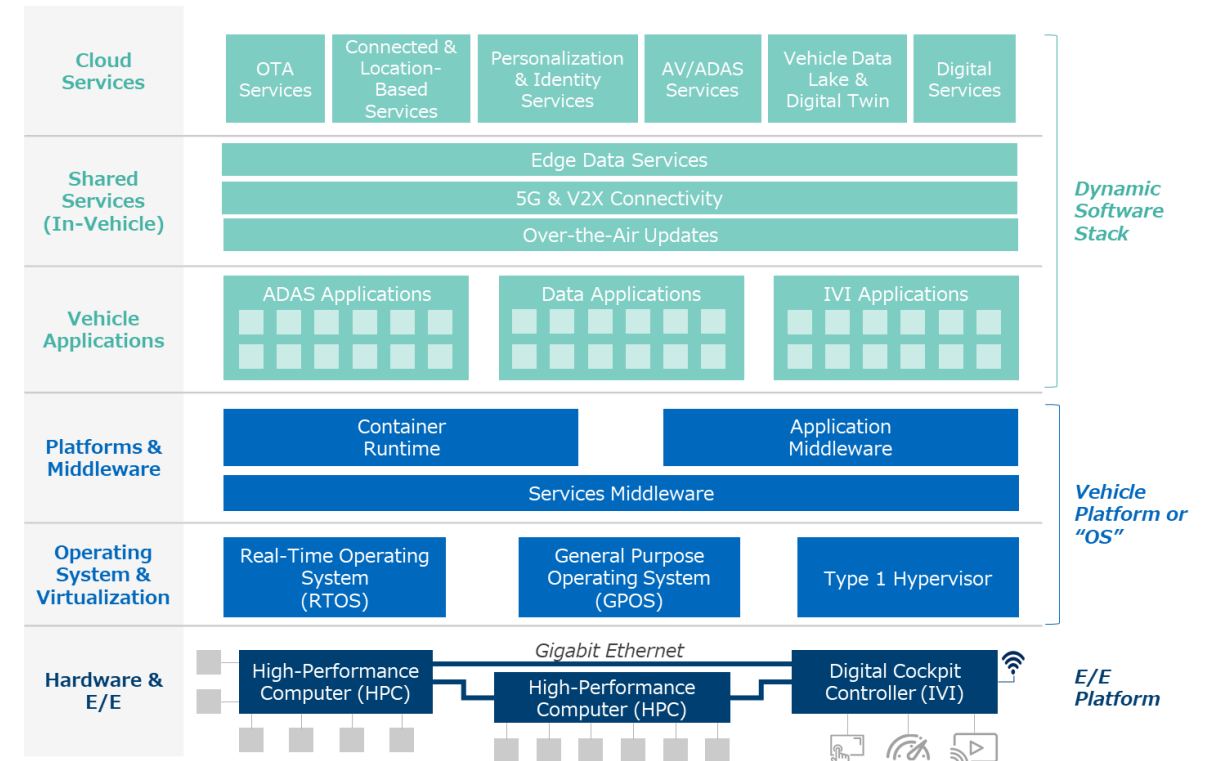 Cloud
Services
OTA
Services
Connected &
Location-
Based
Services
Personalization
& Identity
Services
AV/ADAS
Services
Vehicle Data
Lake &
Digital Twin
Digital
Services
Shared
Services
(In-Vehicle)
Edge Data Services
5G & V2X Connectivity
Over-the-Air Updates
Dynamic
Software
Stack
Vehicle
Applications
ADAS Applications
Data Applications
IVI Applications
Platforms &
Middleware
Container
Runtime
Application
Middleware
Services Middleware
Vehicle
Platform or
“OS”
Operating
System &
Virtualization
Real-Time Operating
System
(RTOS)
General Purpose
Operating System
(GPOS)
Type 1 Hypervisor
Hardware &
E/E
Gigabit Ethernet
High-Performance
Computer (HPC)
High-Performance
Computer (HPC)
Digital Cockpit
Controller (IVI)
E/E
Platform